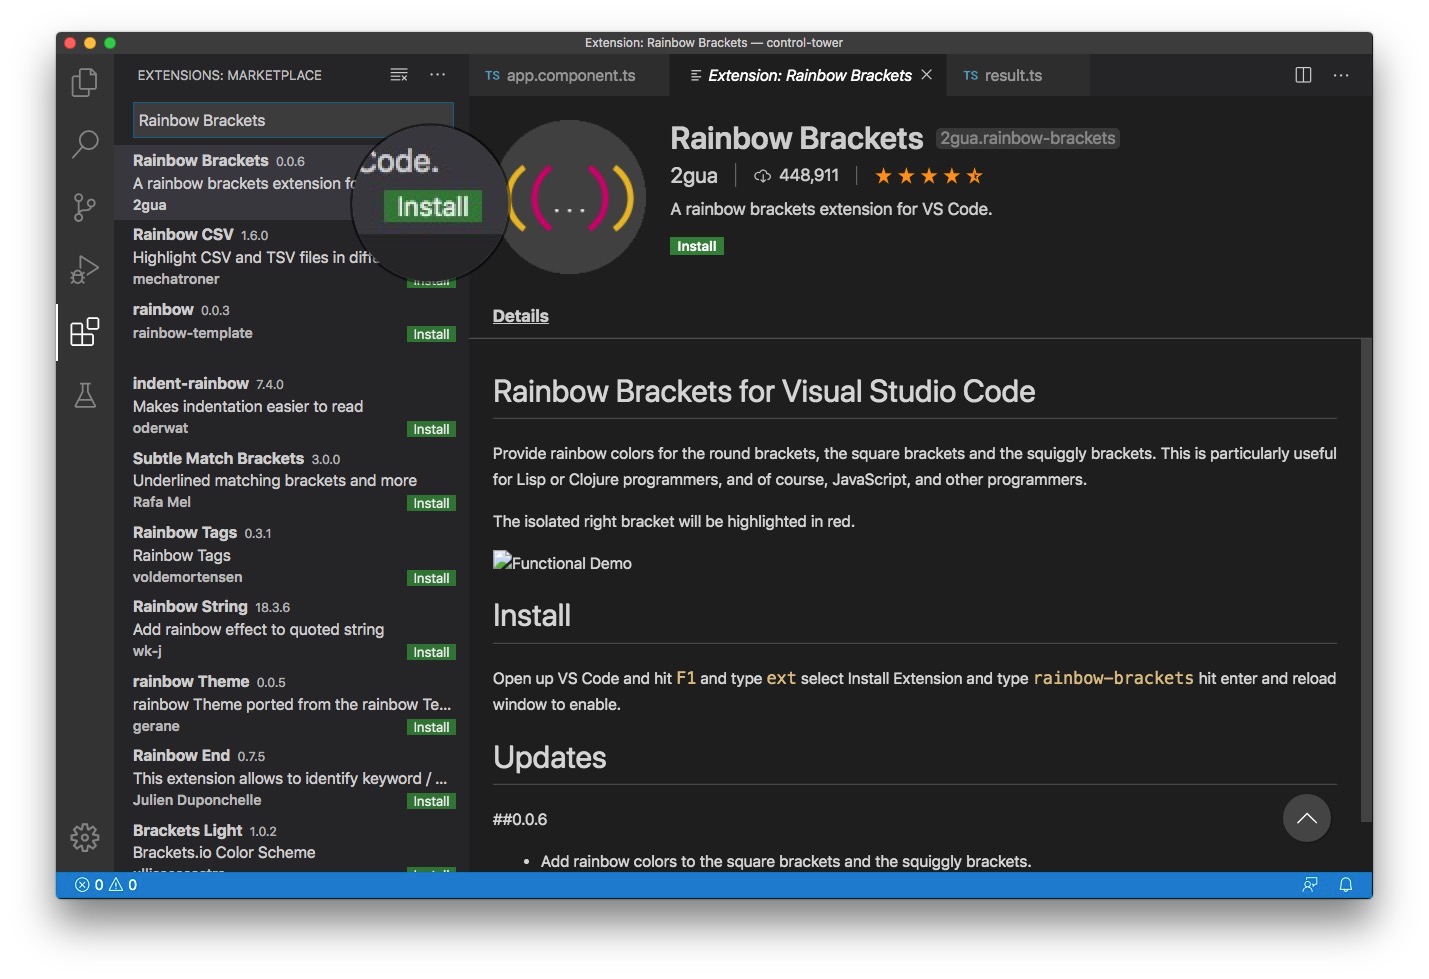 Extension: Rainbow Brackets — control-tower
EXTENSIONS: MARKETPLACE
Rainbow Brackets
Rainbow Brackets 0.0.6
A rainbow brackets extension
2gua
Code.
Install
Rainbow CSV 1.6.0
Highlight CSV and TSV files in
mechatroner
Install
rainbow 0.0.3
rainbow-template
Install
indent-rainbow 7.4.0
Makes indentation easier to read
oderwat
Install
Subtle Match Brackets 3.0.0
Underlined matching brackets and more
Rafa Mel
Install
Rainbow Tags 0.3.1
Rainbow Tags
voldemortensen
Install
Rainbow String 18.3.6
Add rainbow effect to quoted string
wk-j
Install
rainbow Theme 0.0.5
rainbow Theme ported from the rainbow Te...
gerane
Install
Rainbow End 0.7.5
This extension allows to identify keyword / ...
Julien Duponchelle
Install
Brackets Light 1.0.2
Brackets.io Color Scheme
TS app.component.ts
Extension: Rainbow Brackets
TS result.ts
(( ... ))
Rainbow Brackets 2gua.rainbow-brackets
2gua 448,911
A rainbow brackets extension for VS Code.
Install
Details
Rainbow Brackets for Visual Studio Code
Provide rainbow colors for the round brackets, the square brackets and the squiggly brackets. This is particularly useful
for Lisp or Clojure programmers, and of course, JavaScript, and other programmers.
The isolated right bracket will be highlighted in red.
Functional Demo
Install
Open up VS Code and hit F1 and type ext select Install Extension and type rainbow-brackets hit enter and reload
window to enable.
Updates
##0.0.6
• Add rainbow colors to the square brackets and the squiggly brackets.
0 0